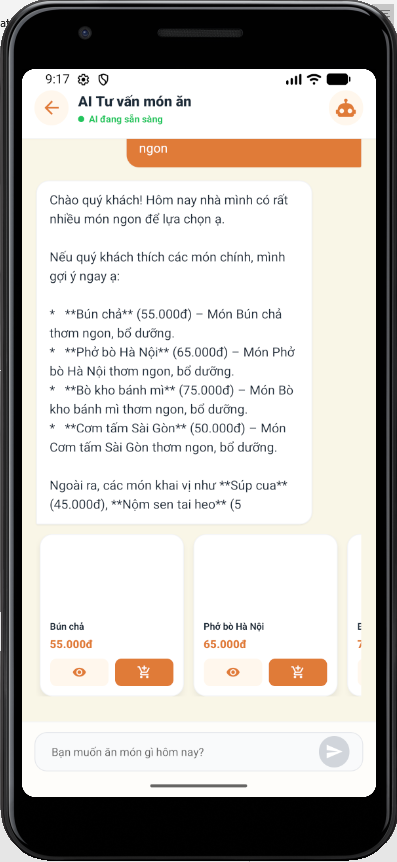 at
9:17
AI Tư vấn món ăn
AI đang sẵn sàng
ngon
Chào quý khách! Hôm nay nhà mình có rất
nhiều món ngon để lựa chọn ạ.
Nếu quý khách thích các món chính, mình
gợi ý ngay ạ:
* **Bún chả** (55.000đ) – Món Bún chả
thơm ngon, bổ dưỡng.
* **Phở bò Hà Nội** (65.000đ) – Món Phở
bò Hà Nội thơm ngon, bổ dưỡng.
* **Bò kho bánh mì** (75.000đ) – Món Bò
kho bánh mì thơm ngon, bổ dưỡng.
* **Cơm tấm Sài Gòn** (50.000đ) – Món
Cơm tấm Sài Gòn thơm ngon, bổ dưỡng.
Ngoài ra, các món khai vị như **Súp cua**
(45.000đ), **Nộm sen tai heo** (5
Bún chả
55.000đ
Phở bò Hà Nội
65.000đ
Bạn muốn ăn món gì hôm nay?